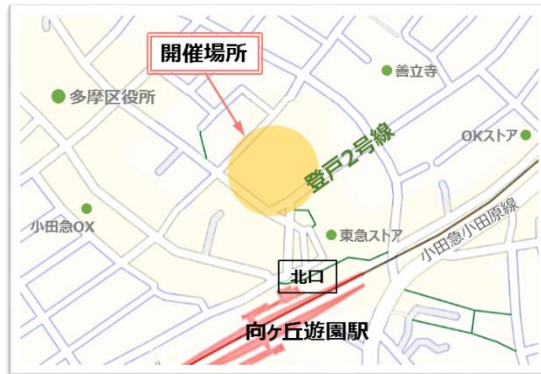 開催場所
善立寺
多摩区役所
登戸2号線
OKストア
小田急OX
東急ストア
小田急小田原線
北口
向ケ丘遊園駅